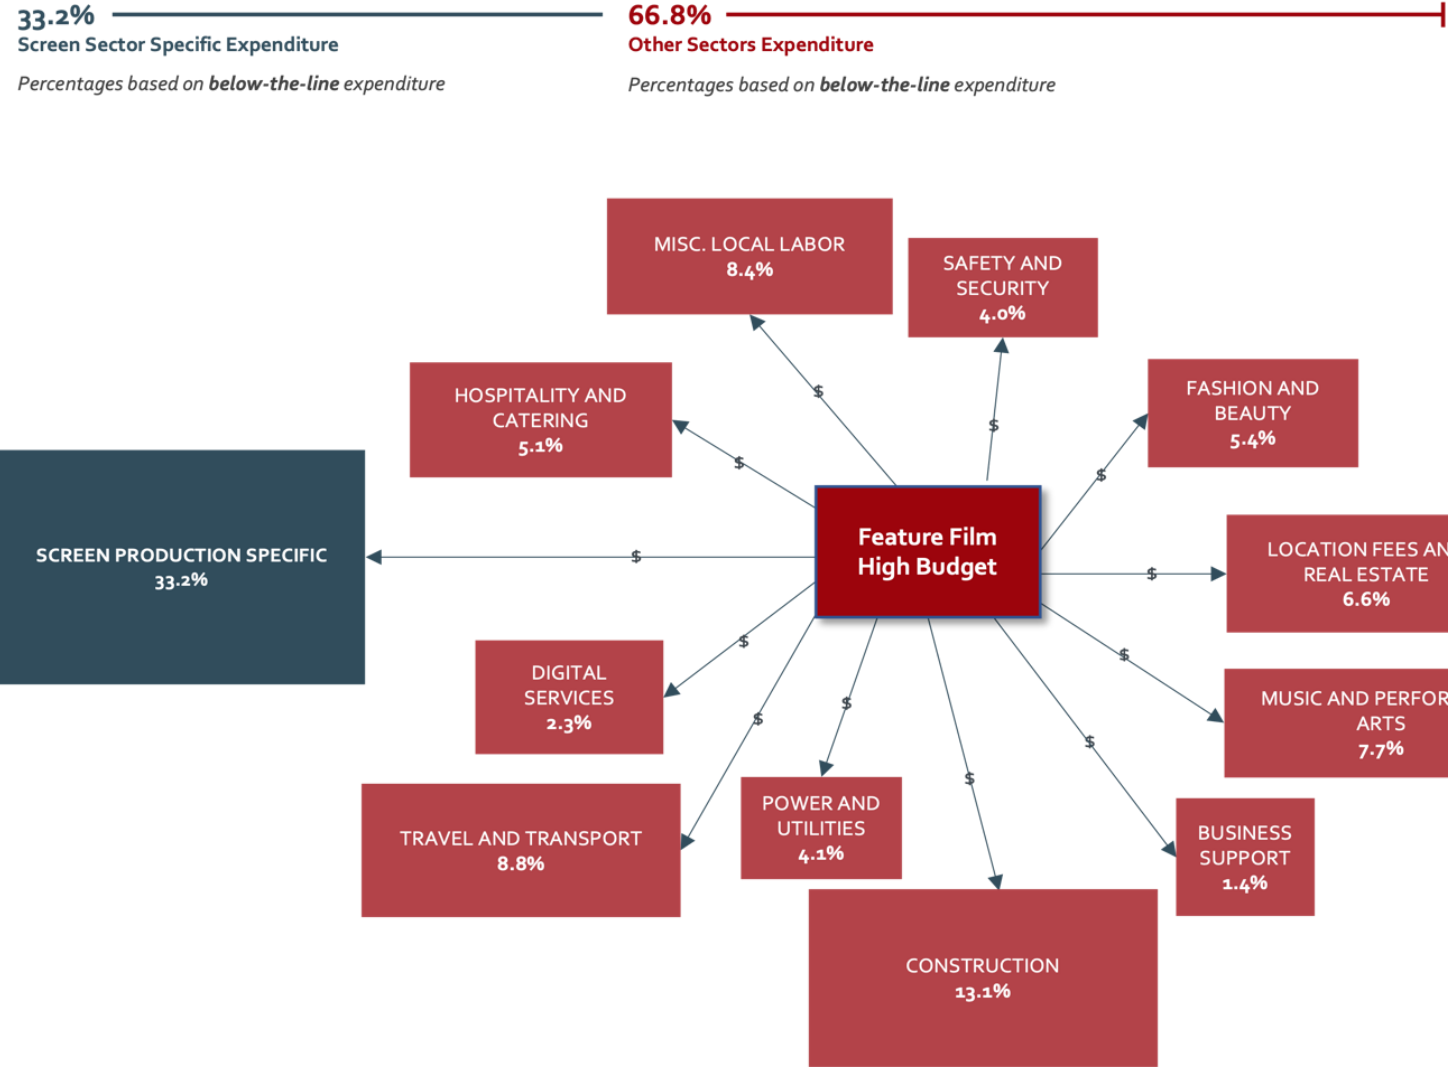 33.2%
Screen Sector Specific Expenditure
Percentages based on below-the-line expenditure
66.8%
Other Sectors Expenditure
Percentages based on below-the-line expenditure
MISC. LOCAL LABOR
8.4%
SAFETY AND
SECURITY
4.0%
HOSPITALITY AND
CATERING
5.1%
FASHION AND
BEAUTY
5.4%
SCREEN PRODUCTION SPECIFIC
33.2%
Feature Film
High Budget
LOCATION FEES AN
REAL ESTATE
6.6%
DIGITAL
SERVICES
2.3%
MUSIC AND PERFOR
ARTS
7.7%
TRAVEL AND TRANSPORT
8.8%
POWER AND
UTILITIES
4.1%
BUSINESS
SUPPORT
1.4%
CONSTRUCTION
13.1%
$
$
$
$
$
$
$
$
$
$
$
$